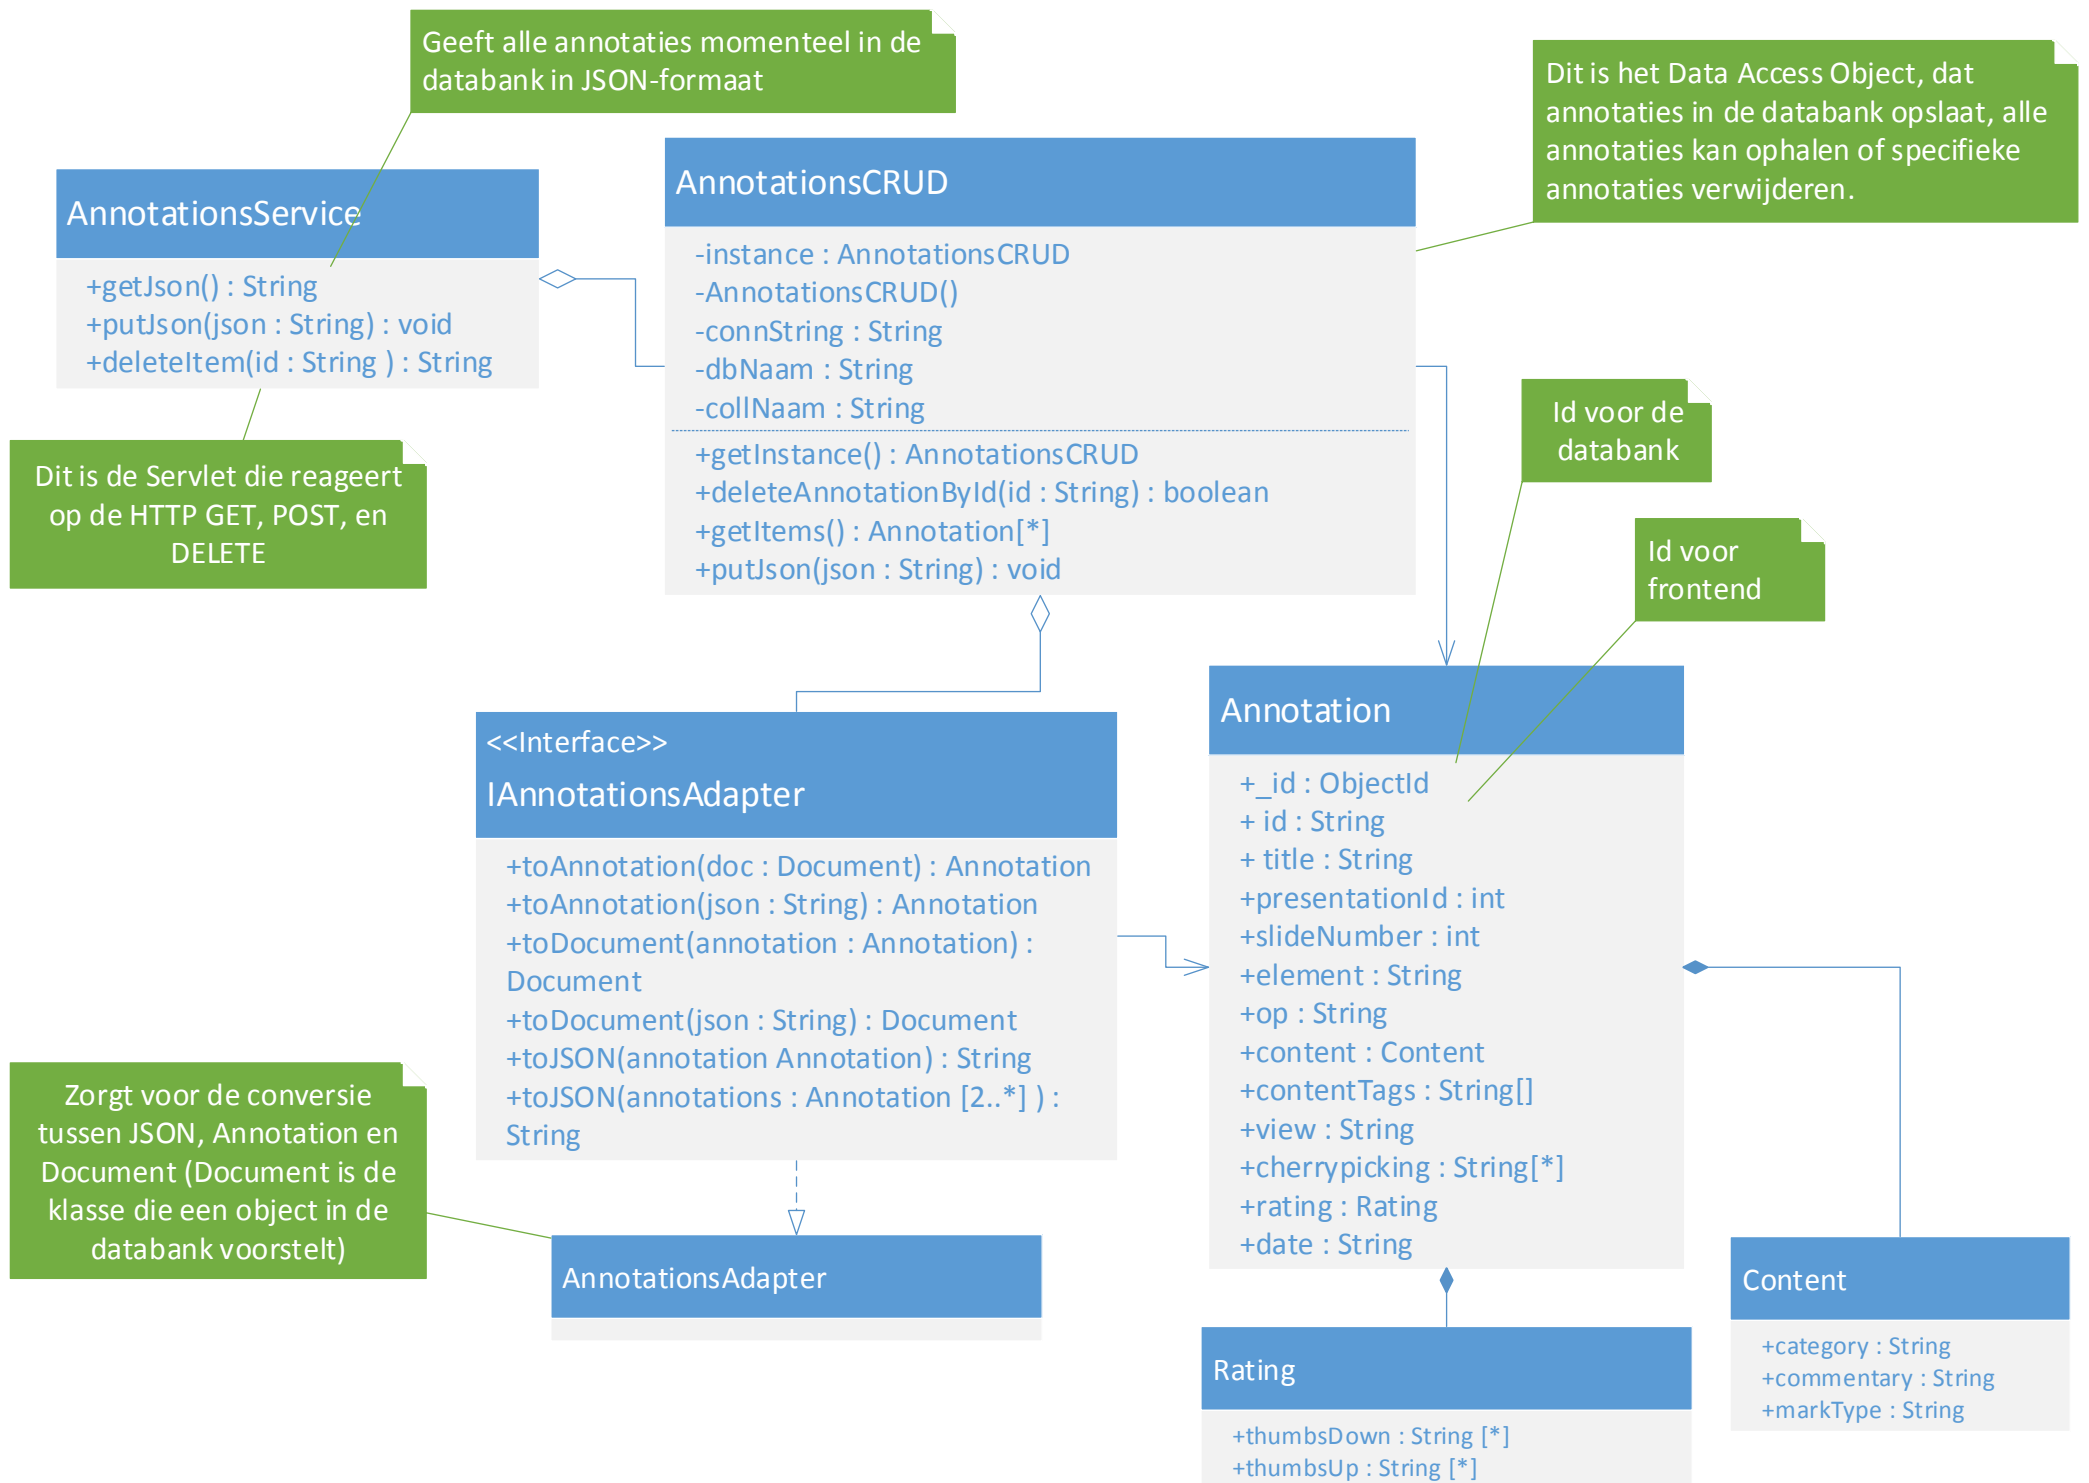 Geeft alle annotaties momenteel in de
databank in JSON-formaat
Dit is het Data Access Object, dat
annotaties in de databank opslaat, alle
annotaties kan ophalen of specifieke
annotaties verwijderen.
AnnotationsService
+getJson() : String
+putJson(json : String) : void
+deleteItem(id : String ) : String
AnnotationsCRUD
-instance : AnnotationsCRUD
-AnnotationsCRUD()
-connString : String
-dbNaam : String
-collNaam : String
+getInstance() : AnnotationsCRUD
+deleteAnnotationById(id : String) : boolean
+getItems() : Annotation[*]
+putJson(json : String) : void
Dit is de Servlet die reageert
op de HTTP GET, POST, en
DELETE
Id voor de
databank
Id voor
frontend
<<Interface>>
IAnnotationsAdapter
+toAnnotation(doc : Document) : Annotation
+toAnnotation(json : String) : Annotation
+toDocument(annotation : Annotation) :
Document
+toDocument(json : String) : Document
+toJSON(annotation Annotation) : String
+toJSON(annotations : Annotation [2..*] ) :
String
Annotation
+_id : ObjectId
+ id : String
+ title : String
+presentationId : int
+slideNumber : int
+element : String
+op : String
+content : Content
+contentTags : String[]
+view : String
+cherrypicking : String[*]
+rating : Rating
+date : String
Zorgt voor de conversie
tussen JSON, Annotation en
Document (Document is de
klasse die een object in de
databank voorstelt)
AnnotationsAdapter
Content
+category : String
+commentary : String
+markType : String
Rating
+thumbsDown : String [*]
+thumbsUp : String [*]